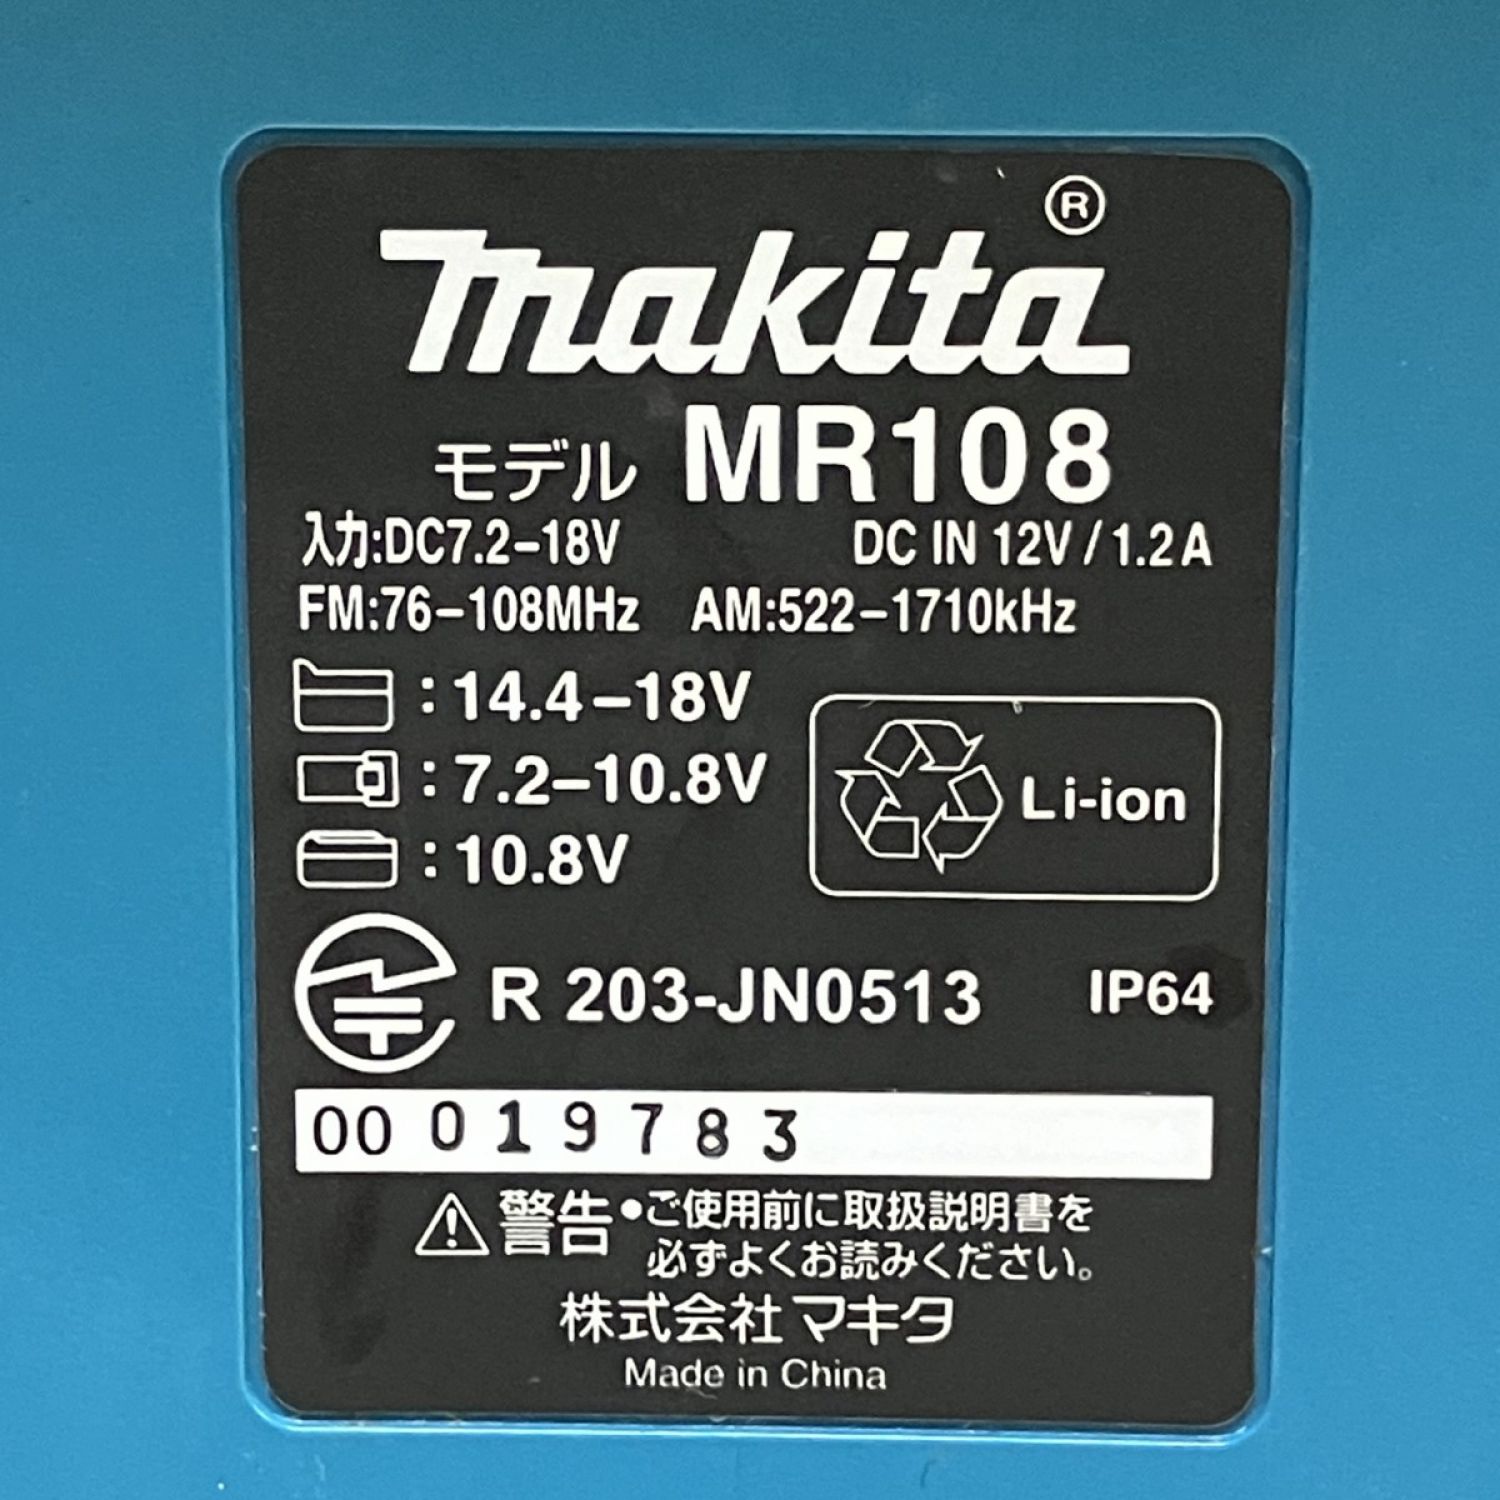 makita®
モデル MR108
入力:DC7.2-18V DC IN 12V / 1.2A
FM:76-108MHz AM:522-1710kHz
:14.4-18V
:7.2-10.8V
:10.8V
Li-ion
R 203-JN0513 IP64
00 019783
警告 ●ご使用前に取扱説明書を
必ずよくお読みください。
株式会社マキタ
Made in China